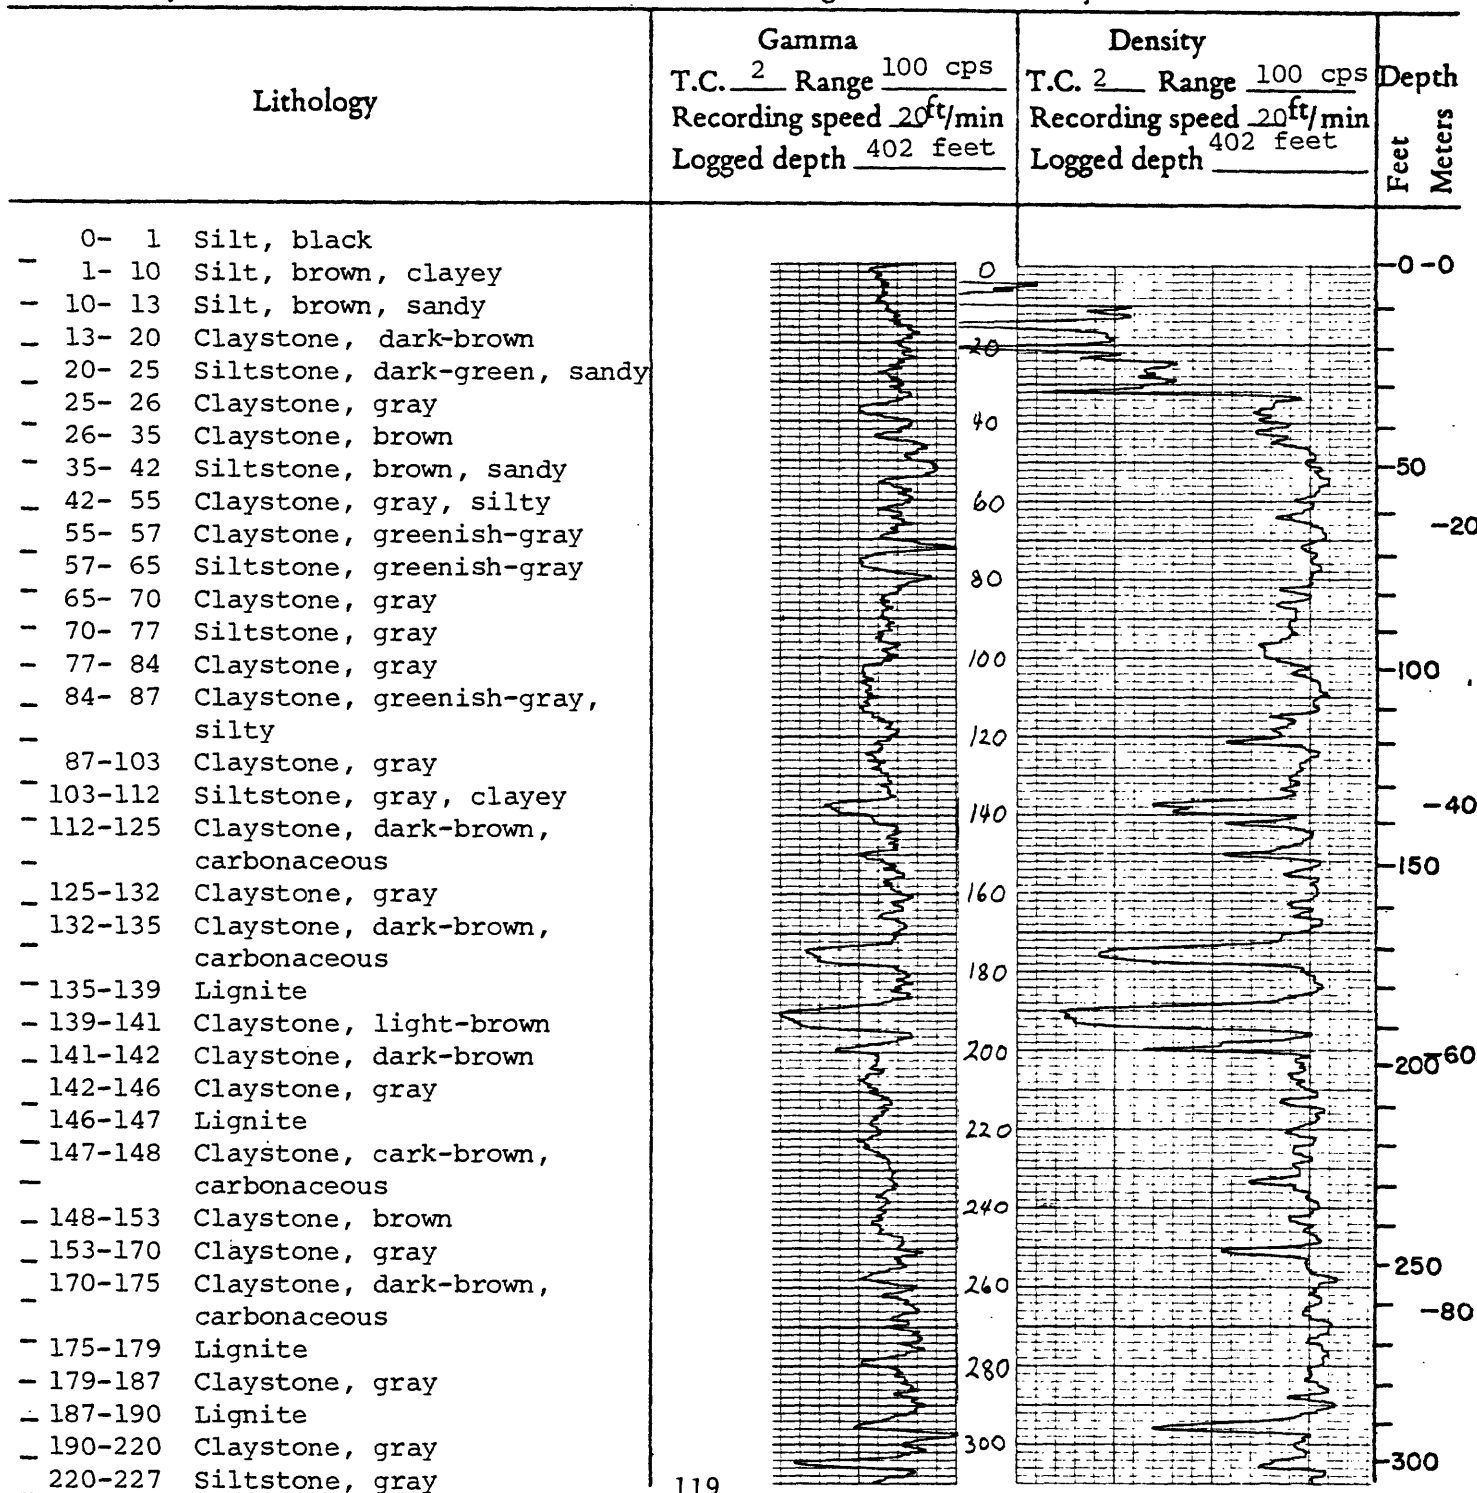 Lithology
Gamma
T.C. 2 Range 100 cps
Recording speed 20 ft/min
Logged depth 402 feet
Density
T.C. 2 Range 100 cps
Recording speed 20 ft/min
Logged depth 402 feet
Depth
Feet
Meters
0- 1 Silt, black
1- 10 Silt, brown, clayey
10- 13 Silt, brown, sandy
13- 20 Claystone, dark-brown
20- 25 Siltstone, dark-green, sandy
25- 26 Claystone, gray
26- 35 Claystone, brown
35- 42 Siltstone, brown, sandy
42- 55 Claystone, gray, silty
55- 57 Claystone, greenish-gray
57- 65 Siltstone, greenish-gray
65- 70 Claystone, gray
70- 77 Siltstone, gray
77- 84 Claystone, gray
84- 87 Claystone, greenish-gray,
silty
87-103 Claystone, gray
103-112 Siltstone, gray, clayey
112-125 Claystone, dark-brown,
carbonaceous
125-132 Claystone, gray
132-135 Claystone, dark-brown,
carbonaceous
135-139 Lignite
139-141 Claystone, light-brown
141-142 Claystone, dark-brown
142-146 Claystone, gray
146-147 Lignite
147-148 Claystone, cark-brown,
carbonaceous
148-153 Claystone, brown
153-170 Claystone, gray
170-175 Claystone, dark-brown,
carbonaceous
175-179 Lignite
179-187 Claystone, gray
187-190 Lignite
190-220 Claystone, gray
220-227 Siltstone, gray
0
20
40
60
80
100
120
140
160
180
200
220
240
260
280
300
0 -0
50
-20
100
-40
150
200 -60
250
-80
300
119